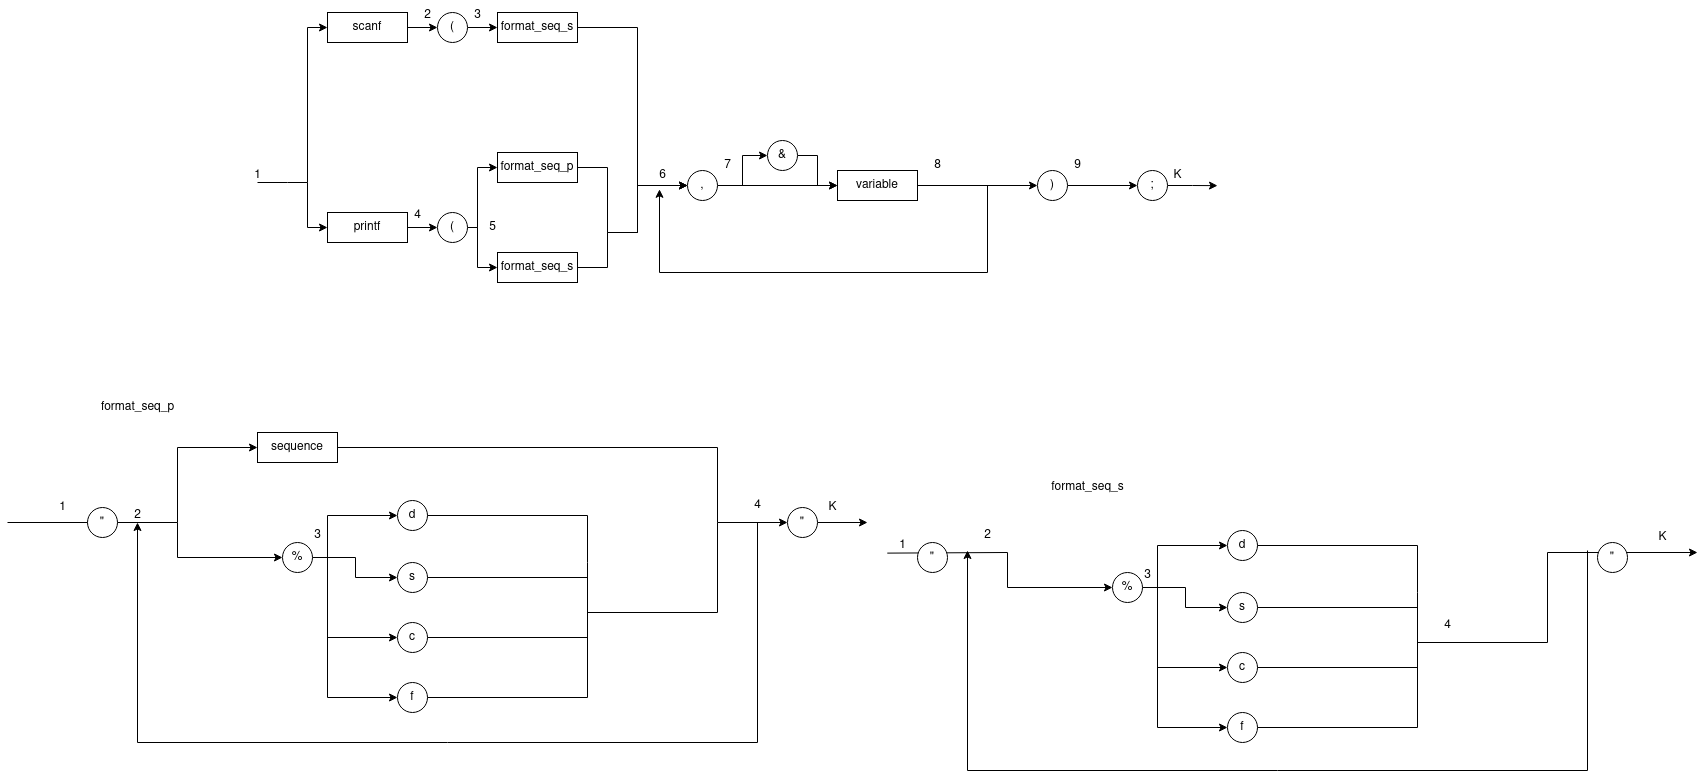 scanf 2 ( 3 format_seq_s
& 
1 format_seq_p 6 , 7 variable 8 ) 9 ; K
printf 4 ( 5
format_seq_s
format_seq_p
sequence
1 " 2 4 " K
% 3 d
s
c
f
format_seq_s
1 " 2 " K
% 3 d
s
4
c
f